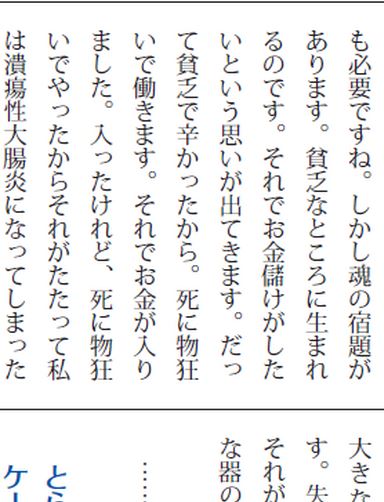 も必要ですね。しかし魂の宿題が
あります。貧乏なところに生まれ
るのです。それでお金儲けがした
いという思いが出てきます。だっ
て貧乏で辛かったから。死に物狂
いで働きます。それでお金が入り
ました。入ったけれど、死に物狂
いでやったからそれがたたって私
は潰瘍性大腸炎になってしまった
大きな
す。失
それが
な器の
……
とら
ケー